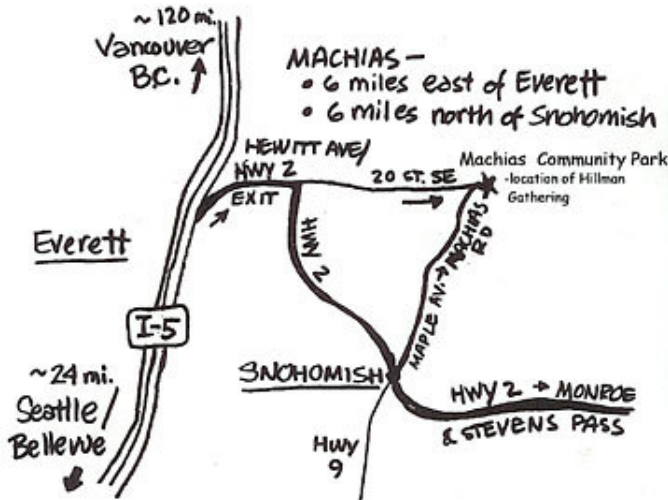 ~120 mi.
Vancouver
B.C.
MACHIAS—
• 6 miles east of Everett
• 6 miles north of Snohomish
HEWITT AVE/
HWY 2
EXIT
20 ST. SE
Machias Community Park
-location of Hillman
Gathering
Everett
HWY 2
MAPLE AV. → MACHIAS RD
I-5
~24 mi.
Seattle/
Bellevue
SNOHOMISH
HWY 2 → MONROE
& STEVENS PASS
HWY
9